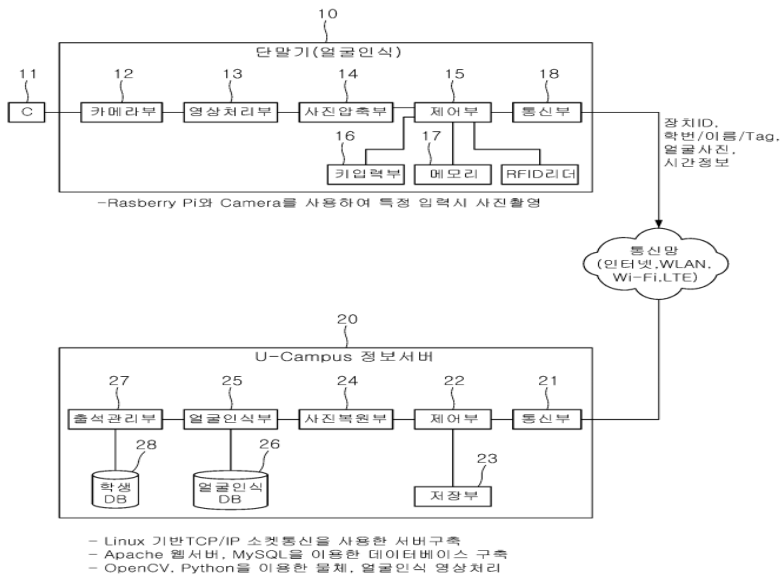 10
단말기(얼굴인식)
11
12
13
14
15
18
C
카메라부
영상처리부
사진압축부
제어부
통신부
장치ID,
학번/이름/Tag,
얼굴사진,
시간정보
16
17
키입력부
메모리
RFID리더
-Rasberry Pi와 Camera를 사용하여 특정 입력시 사진촬영
통신망
(인터넷,WLAN,
Wi-Fi,LTE)
20
U-Campus 정보서버
27
25
24
22
21
출석관리부
얼굴인식부
사진복원부
제어부
통신부
28
26
23
학생
DB
얼굴인식
DB
저장부
- Linux 기반TCP/IP 소켓통신을 사용한 서버구축
- Apache 웹서버, MySQL을 이용한 데이터베이스 구축
- OpenCV, Python을 이용한 물체, 얼굴인식 영상처리